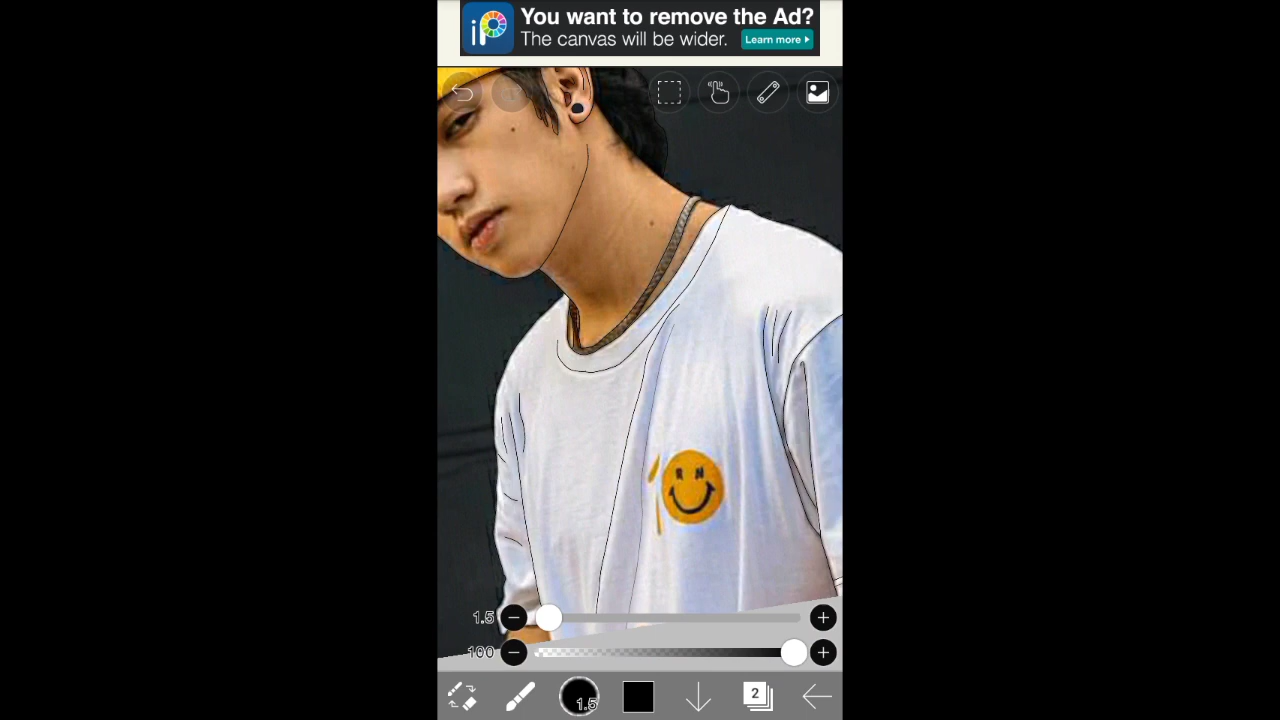 iP
You want to remove the Ad?
The canvas will be wider.
Learn more
R N
1.5
100
1.5
2